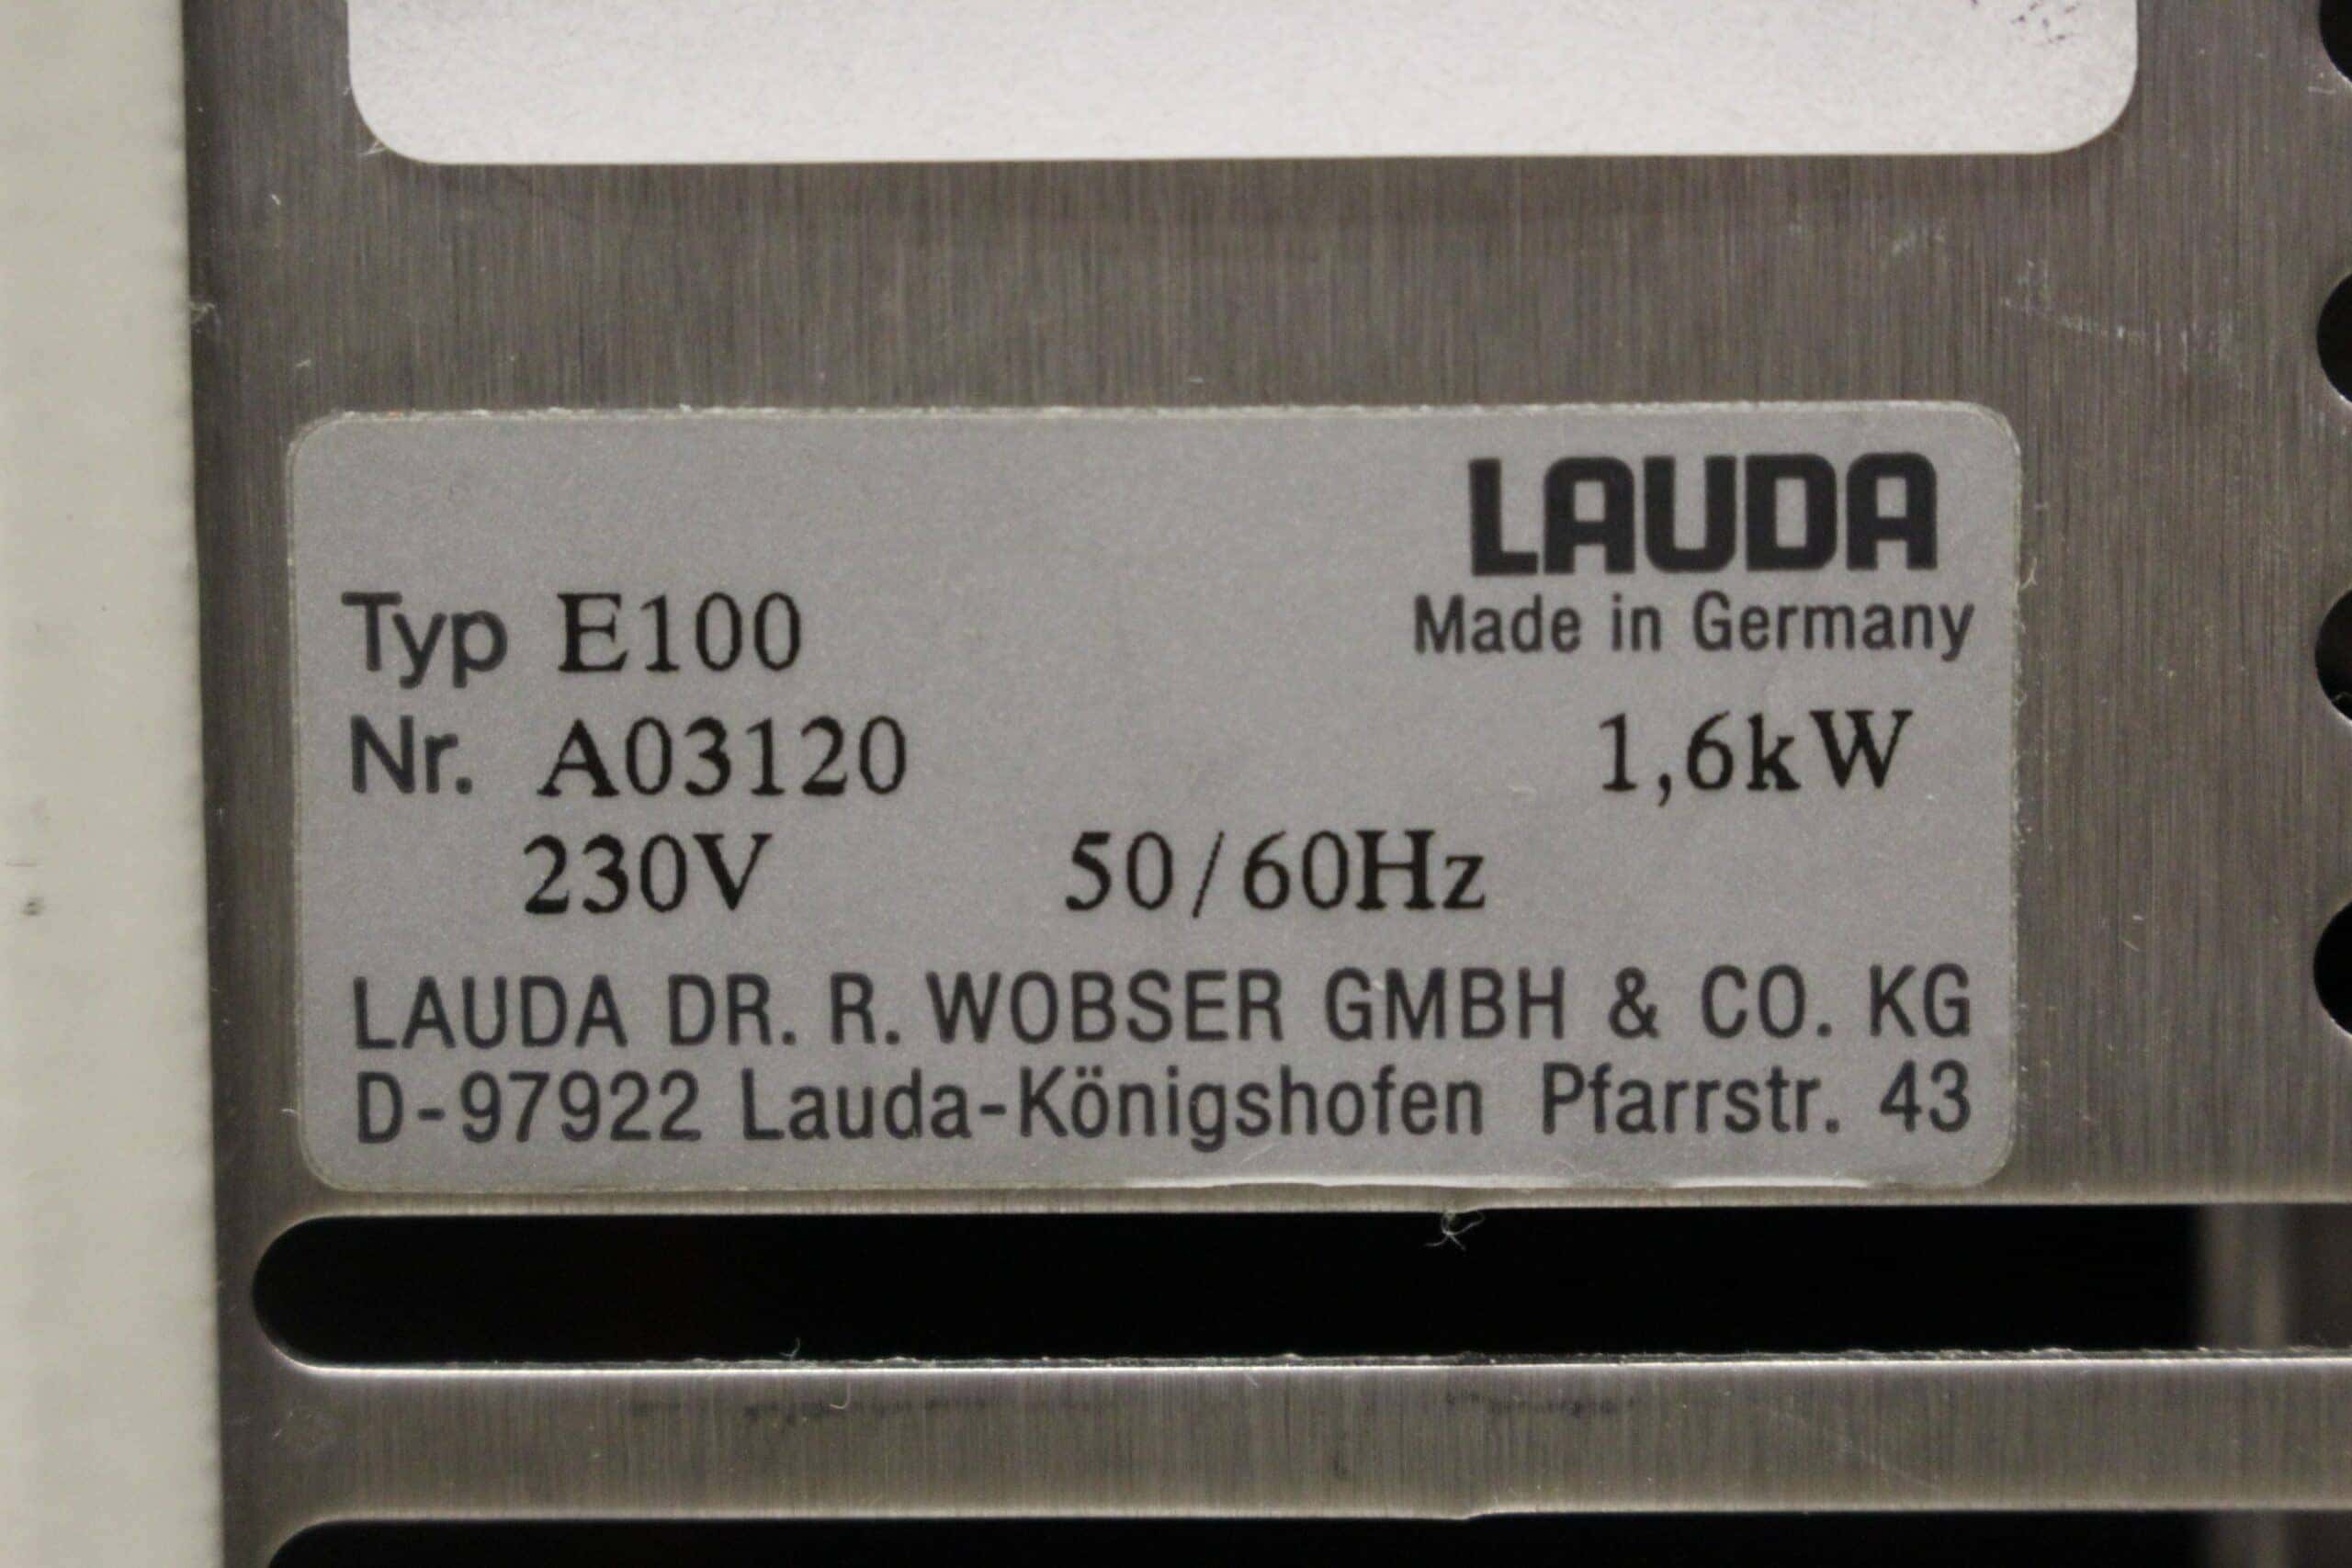 LAUDA
Typ E100 Made in Germany
Nr. A03120 1,6kW
230V 50/60Hz
LAUDA DR. R. WOBSER GMBH & CO. KG
D-97922 Lauda-Königshofen Pfarrstr. 43